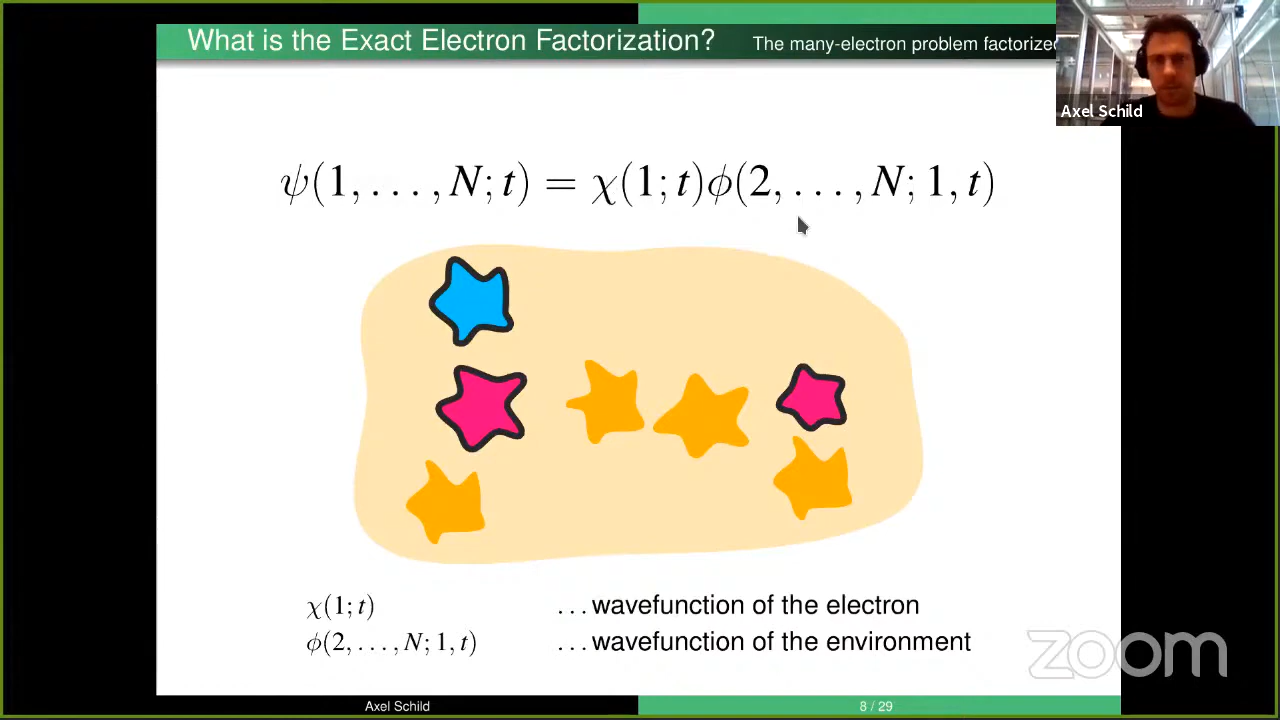 What is the Exact Electron Factorization? The many-electron problem factorized
Axel Schild
ψ(1, . . . , N; t) = χ(1; t)ϕ(2, . . . , N; 1, t)
χ(1; t) . . . wavefunction of the electron
ϕ(2, . . . , N; 1, t) . . . wavefunction of the environment
zoom
Axel Schild 8 / 29